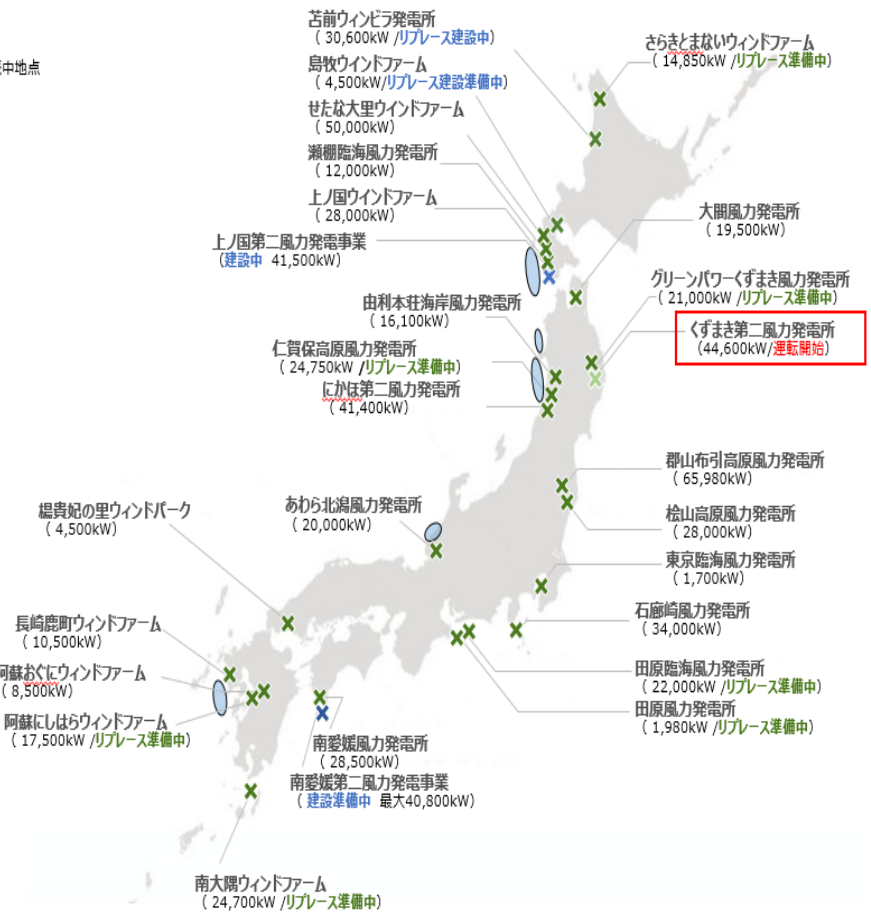 苫前ウィンビラ発電所
（ 30,600kW /リプレース建設中）
島牧ウインドファーム
（ 4,500kW/リプレース建設準備中）
せたな大里ウインドファーム
（ 50,000kW）
瀬棚臨海風力発電所
（ 12,000kW）
上ノ国ウインドファーム
（ 28,000kW）
上ノ国第二風力発電事業
（建設中 41,500kW）
由利本荘海岸風力発電所
（ 16,100kW）
仁賀保高原風力発電所
（ 24,750kW /リプレース準備中）
にかほ第二風力発電所
（ 41,400kW）
あわら北潟風力発電所
（ 20,000kW）
楊貴妃の里ウィンドパーク
（ 4,500kW）
長崎鹿町ウィンドファーム
（ 10,500kW）
阿蘇おぐにウィンドファーム
（ 8,500kW）
阿蘇にしはらウィンドファーム
（ 17,500kW /リプレース準備中）
南愛媛風力発電所
（ 28,500kW）
南愛媛第二風力発電事業
（ 建設準備中 最大40,800kW）
南大隅ウィンドファーム
（ 24,700kW /リプレース準備中）
さらきとまないウィンドファーム
（ 14,850kW /リプレース準備中）
大間風力発電所
（ 19,500kW）
グリーンパワーくずまき風力発電所
（ 21,000kW /リプレース準備中）
くずまき第二風力発電所
（44,600kW/運転開始）
郡山布引高原風力発電所
（ 65,980kW）
桧山高原風力発電所
（ 28,000kW）
東京臨海風力発電所
（ 1,700kW）
石廊崎風力発電所
（ 34,000kW）
田原臨海風力発電所
（ 22,000kW /リプレース準備中）
田原風力発電所
（ 1,980kW /リプレース準備中）
中地点